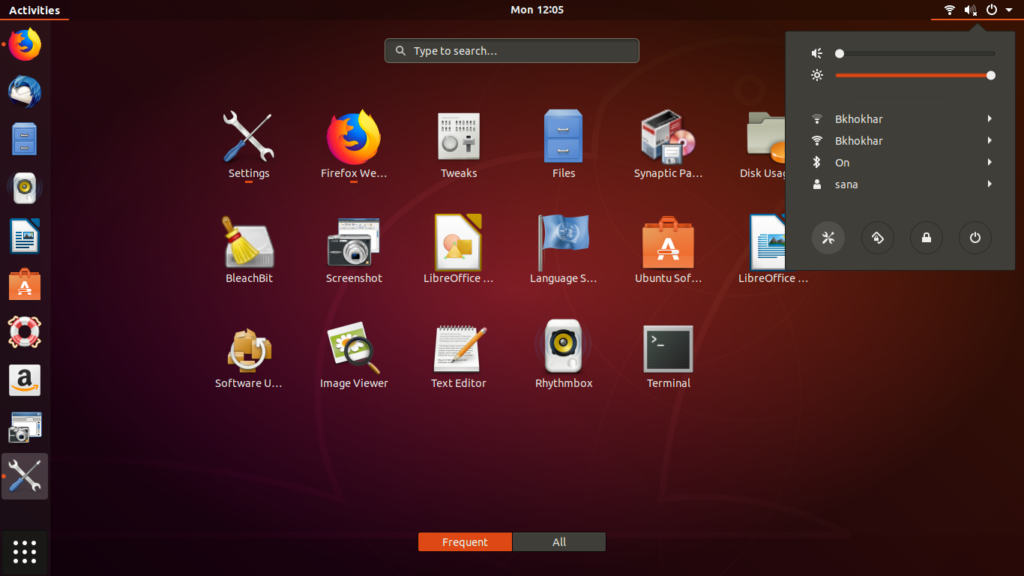 Activities
Mon 12:05
Type to search...
Settings
Firefox We...
Tweaks
Files
Synaptic Pa...
Disk Usag
BleachBit
Screenshot
LibreOffice ...
Language S...
Ubuntu Sof...
LibreOffice ...
Software U...
Image Viewer
Text Editor
Rhythmbox
Terminal
Bkhokhar
Bkhokhar
On
sana
Frequent
All